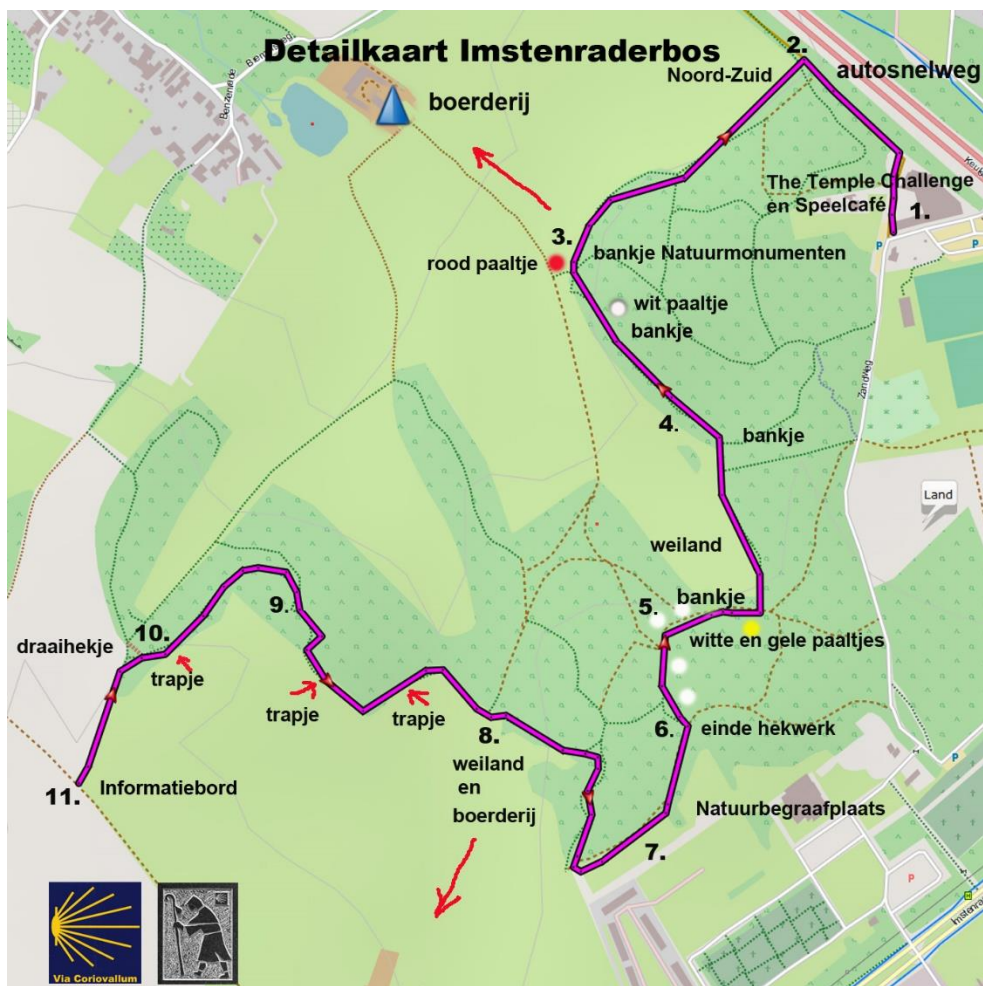 Detailkaart Imstenraderbos
2.
Noord-Zuid
autosnelweg
boerderij
Benzenrade
The Temple Challenge
en Speelcafé
1.
P
P
3.
bankje Natuurmonumenten
rood paaltje
wit paaltje
bankje
Zandweg
4.
bankje
Land
weiland
5.
bankje
witte en gele paaltjes
9.
10.
draaihekje
trapje
trapje
trapje
6.
einde hekwerk
8.
weiland
en
boerderij
P
11.
Informatiebord
Natuurbegraafplaats
7.
P
Via Coriovallum